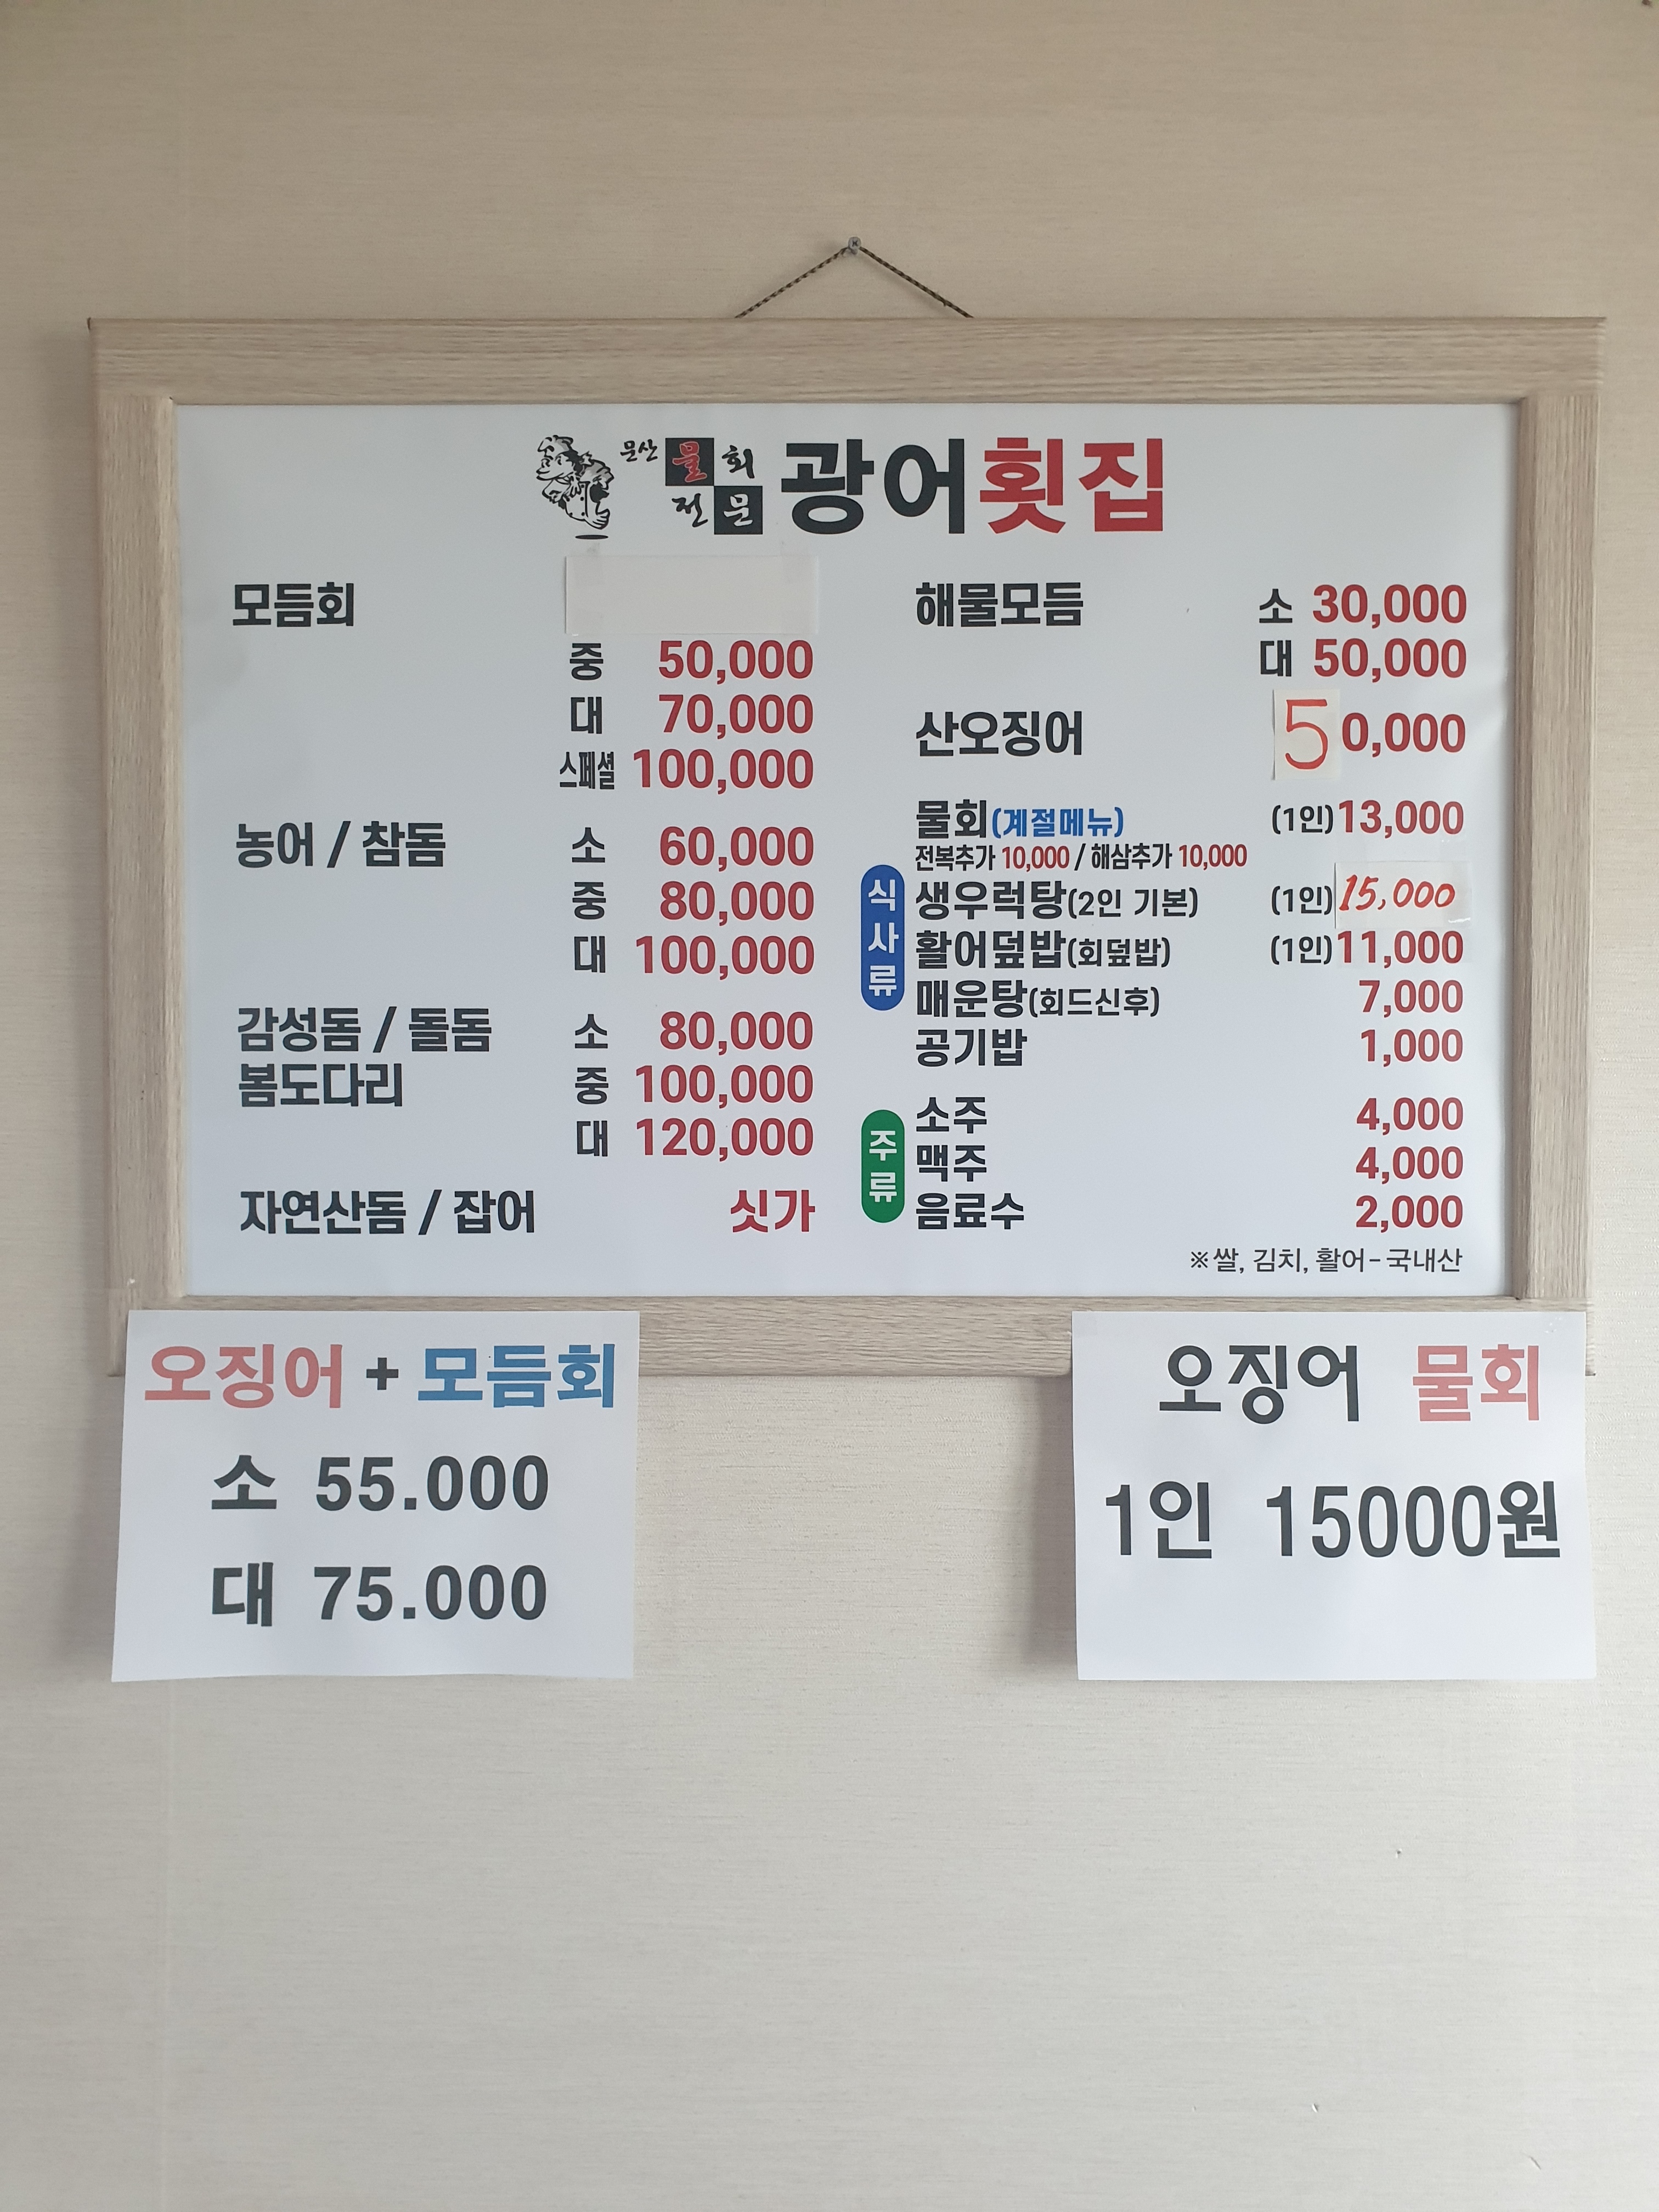 문산 물회 전문 광어횟집
모듬회
중 50,000
대 70,000
스페셜 100,000
농어 / 참돔 소 60,000
중 80,000
대 100,000
감성돔 / 돌돔 소 80,000
봄도다리 중 100,000
대 120,000
자연산돔 / 잡어 싯가
해물모듬 소 30,000
대 50,000
산오징어 50,000
식사류
물회(계절메뉴) (1인)13,000
전복추가 10,000 / 해삼추가 10,000
생우럭탕(2인 기본) (1인)15,000
활어덮밥(회덮밥) (1인)11,000
매운탕(회드신후) 7,000
공기밥 1,000
주류
소주 4,000
맥주 4,000
음료수 2,000
※쌀, 김치, 활어-국내산
오징어 + 모듬회
소 55.000
대 75.000
오징어 물회
1인 15000원